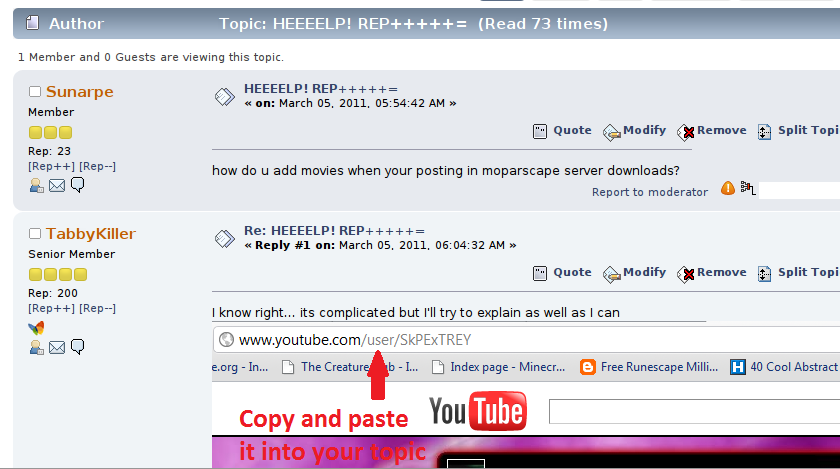 Author Topic: HEEEELP! REP+++++= (Read 73 times)
1 Member and 0 Guests are viewing this topic.
Sunarpe
Member
Rep: 23
[Rep++] [Rep--]
HEEEELP! REP+++++=
« on: March 05, 2011, 05:54:42 AM »
Quote Modify Remove Split Topi
how do u add movies when your posting in moparscape server downloads?
Report to moderator
TabbyKiller
Senior Member
Rep: 200
[Rep++] [Rep--]
Re: HEEEELP! REP+++++=
« Reply #1 on: March 05, 2011, 06:04:32 AM »
Quote Modify Remove Split Topi
I know right... its complicated but I'll try to explain as well as I can
www.youtube.com/user/SkPExTREY
e.org - In... The Creature b - I... Index page - Minecr... Free Runescape Milli... 40 Cool Abstract
Copy and paste
it into your topic
YouTube